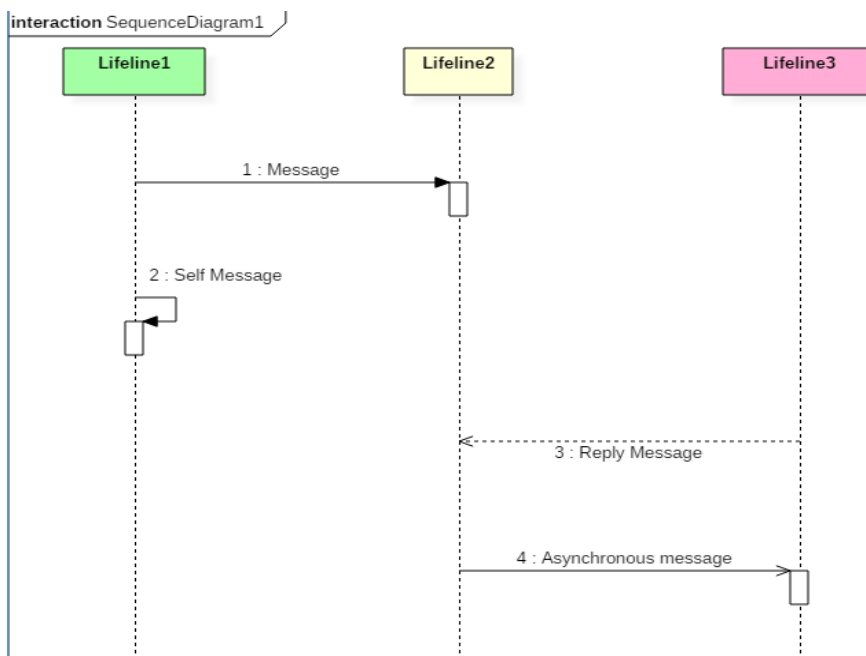 interaction SequenceDiagram1
Lifeline1
Lifeline2
Lifeline3
1 : Message
2 : Self Message
3 : Reply Message
4 : Asynchronous message